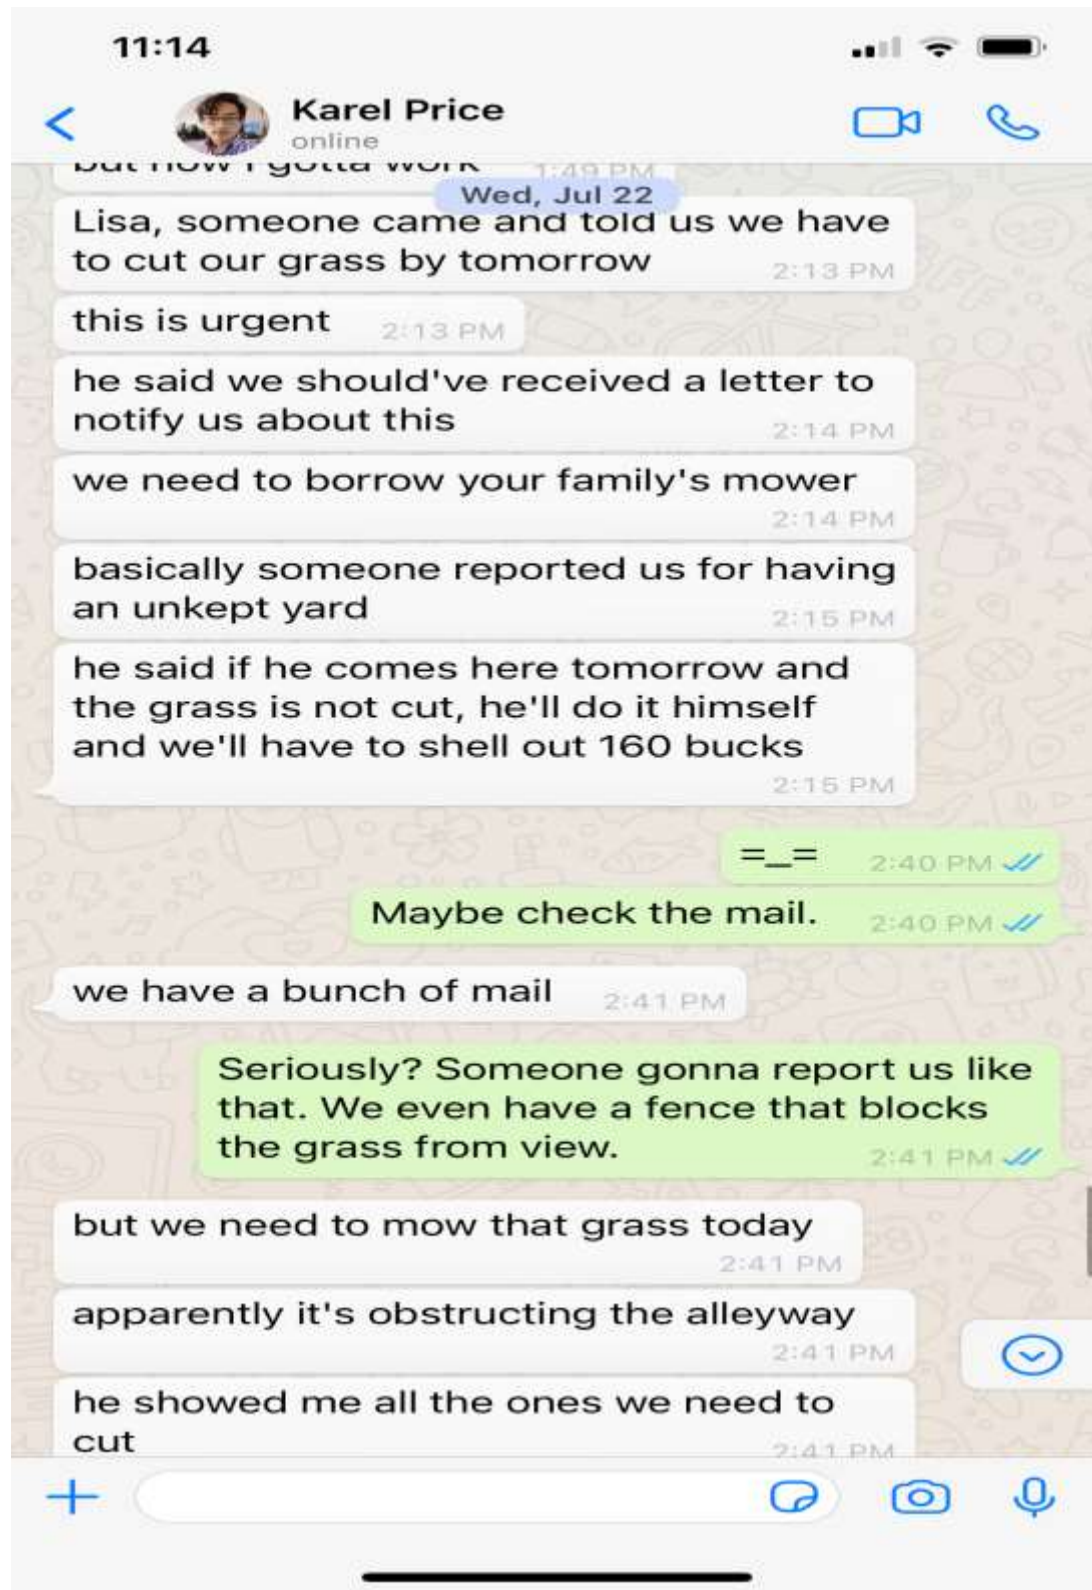 11:14
Karel Price
online
but now I gotta work 1:49 PM
Wed, Jul 22
Lisa, someone came and told us we have
to cut our grass by tomorrow 2:13 PM
this is urgent 2:13 PM
he said we should've received a letter to
notify us about this 2:14 PM
we need to borrow your family's mower
2:14 PM
basically someone reported us for having
an unkept yard 2:15 PM
he said if he comes here tomorrow and
the grass is not cut, he'll do it himself
and we'll have to shell out 160 bucks
2:15 PM
=_= 2:40 PM
Maybe check the mail. 2:40 PM
we have a bunch of mail 2:41 PM
Seriously? Someone gonna report us like
that. We even have a fence that blocks
the grass from view. 2:41 PM
but we need to mow that grass today
2:41 PM
apparently it's obstructing the alleyway
2:41 PM
he showed me all the ones we need to
cut 2:41 PM